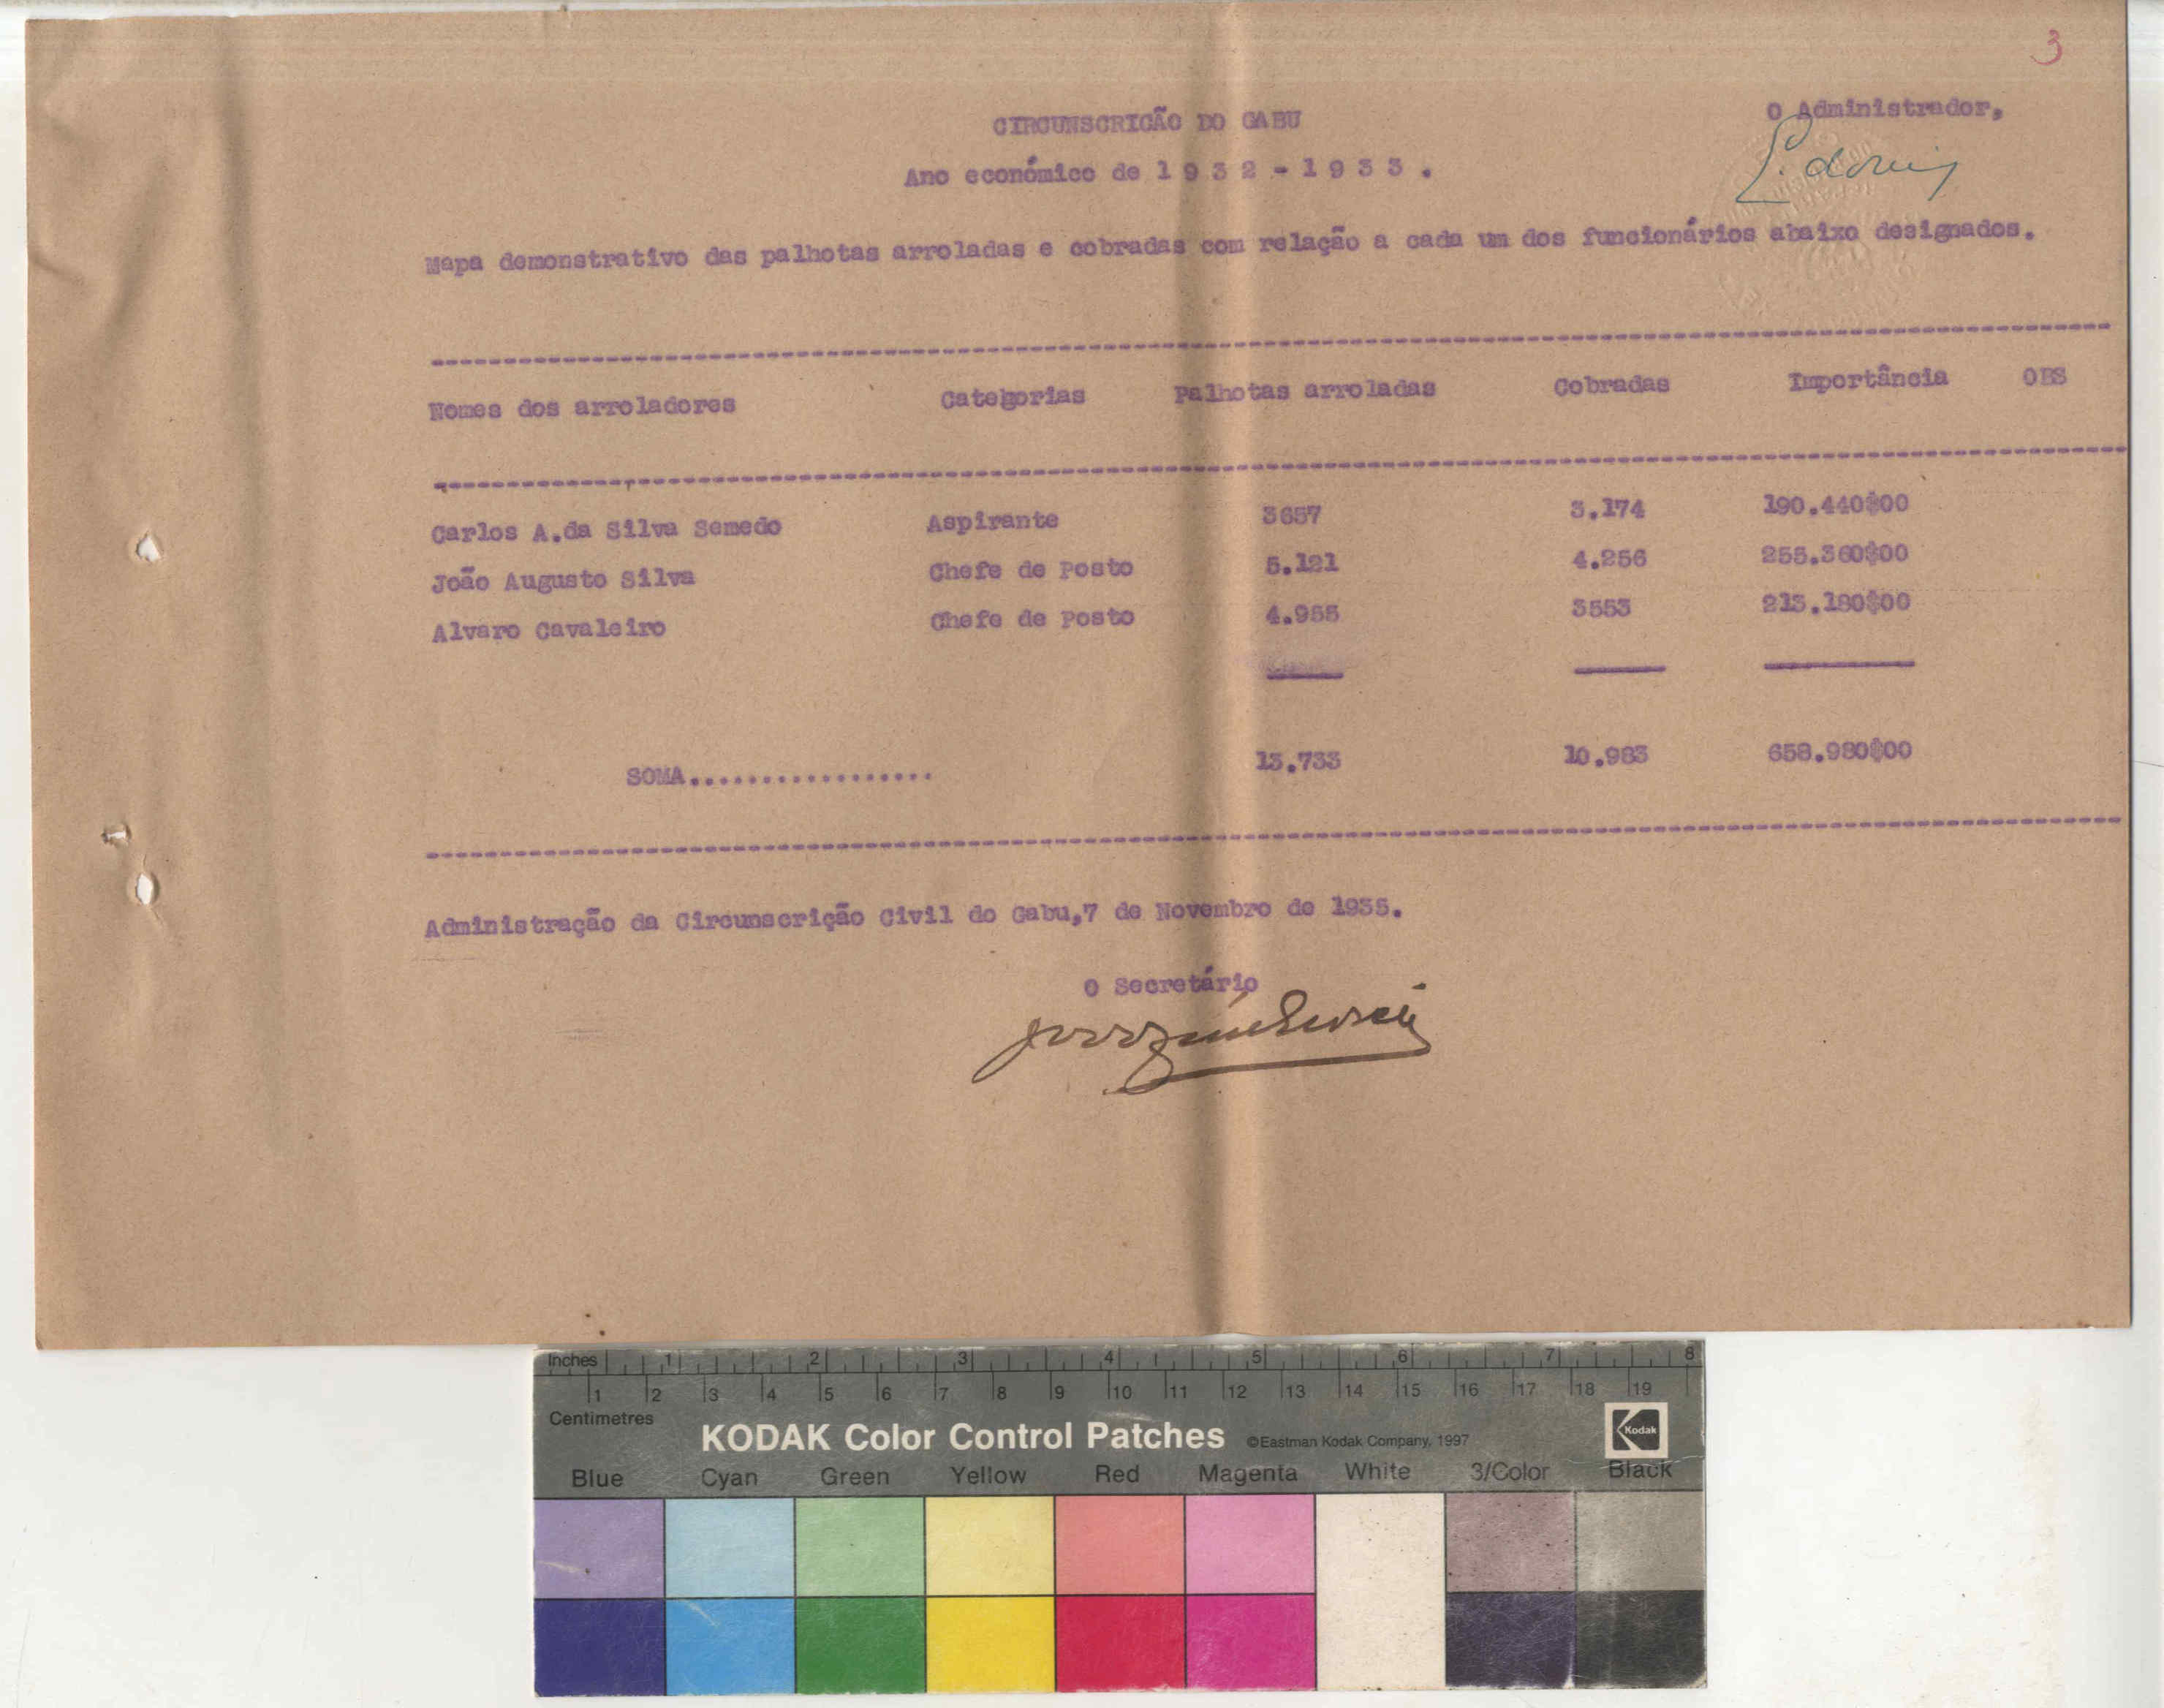 3
CIRCUNSCRICÃO DO GABU
O Administrador,
Ano económico de 1 9 3 2 - 1 9 3 3 .
Mapa demonstrativo das palhotas arroladas e cobradas com relação a cada um dos funcionários abaixo designados.
Nomes dos arroladores Categorias Palhotas arroladas Cobradas Importância OBS
Carlos A.da Silva Semedo Aspirante 3657 3.174 190.440$00
João Augusto Silva Chefe de Posto 5.121 4.256 255.360$00
Alvaro Cavaleiro Chefe de Posto 4.955 3553 213.180$00
SOMA.................. 13.733 10.983 658.980$00
Administração da Circunscrição Civil do Gabu,7 de Novembro de 1935.
O Secretário
Inches 1 2 3 4 5 6 7 8
1 2 3 4 5 6 7 8 9 10 11 12 13 14 15 16 17 18 19
Centimetres
KODAK Color Control Patches ©Eastman Kodak Company, 1997 Kodak
Blue Cyan Green Yellow Red Magenta White 3/Color Black